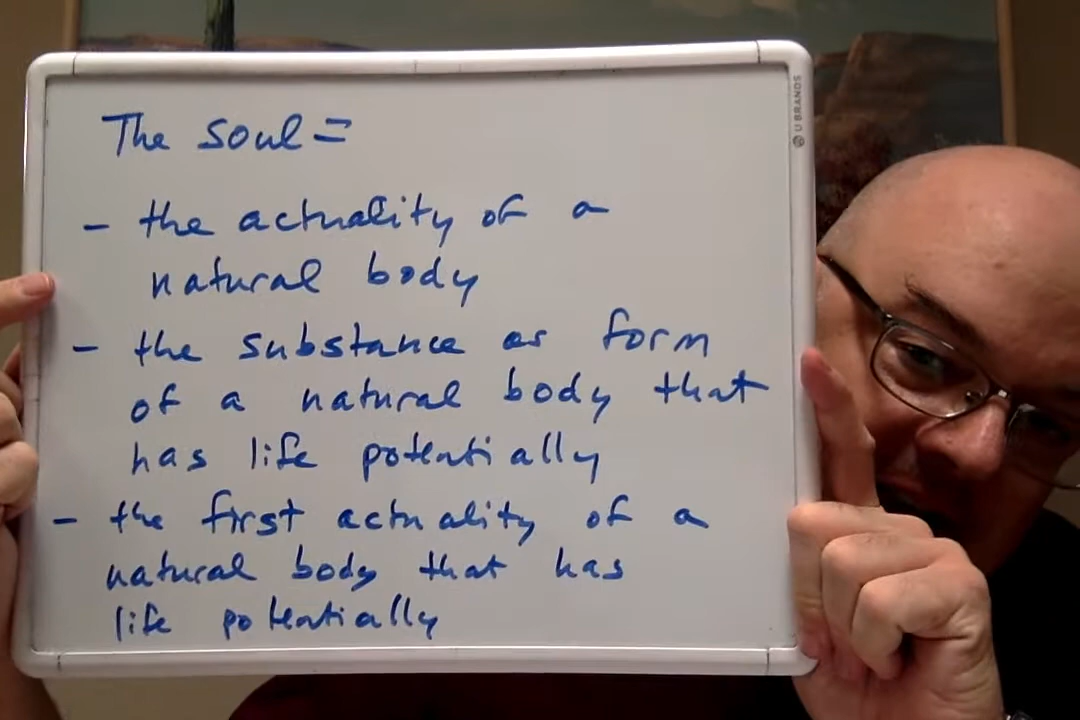 The soul =
- the actuality of a
natural body
- the substance as form
of a natural body that
has life potentially
- the first actuality of a
natural body that has
life potentially
U BRANDS